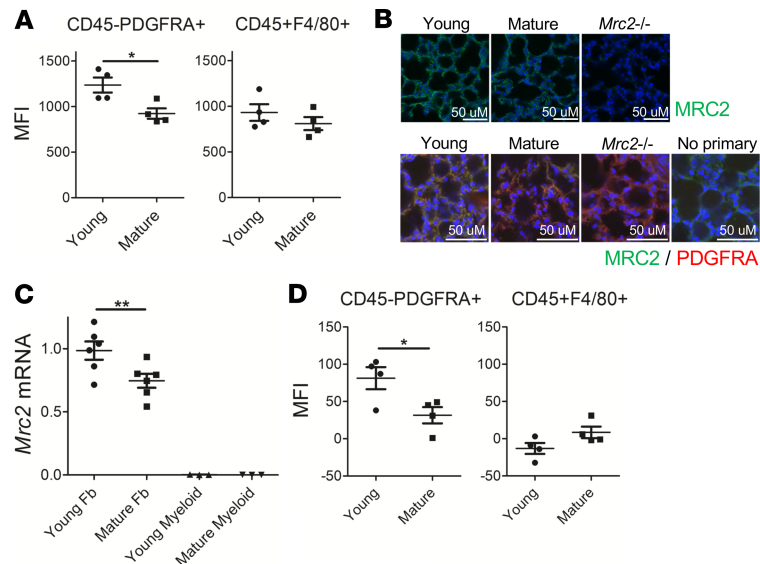 A
CD45-PDGFRA+
CD45+F4/80+
MFI
1500
1000
500
0
*
Young
Mature
1500
1000
500
0
Young
Mature
B
Young
Mature
Mrc2-/-
50 uM
50 uM
50 uM
MRC2
Young
Mature
Mrc2-/-
No primary
50 uM
50 uM
50 uM
50 uM
MRC2 / PDGFRA
C
Mrc2 mRNA
1.0
0.5
0.0
**
Young Fb
Mature Fb
Young Myeloid
Mature Myeloid
D
CD45-PDGFRA+
CD45+F4/80+
MFI
150
100
50
0
-50
*
Young
Mature
150
100
50
0
-50
Young
Mature